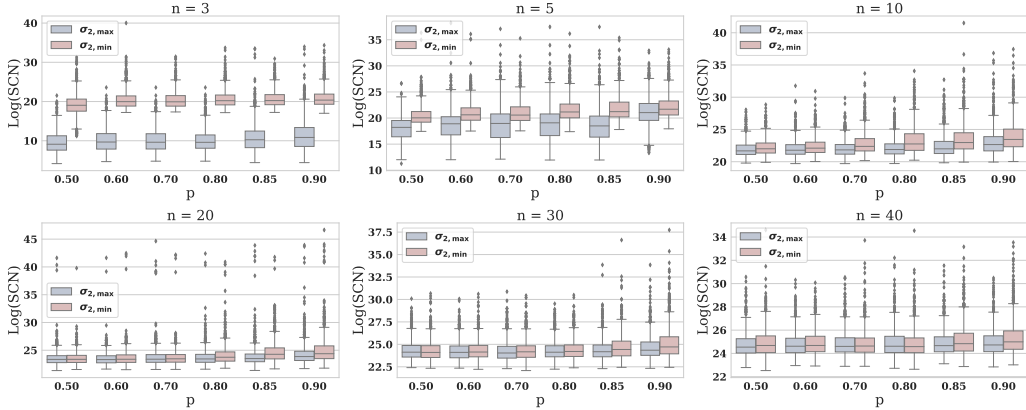 n = 3
n = 5
n = 10
Log(SCN)
40
30
20
10
σ2,max
σ2,min
0.50 0.60 0.70 0.80 0.85 0.90
p
Log(SCN)
35
30
25
20
15
10
σ2,max
σ2,min
0.50 0.60 0.70 0.80 0.85 0.90
p
Log(SCN)
40
35
30
25
20
σ2,max
σ2,min
0.50 0.60 0.70 0.80 0.85 0.90
p
n = 20
n = 30
n = 40
Log(SCN)
45
40
35
30
25
σ2,max
σ2,min
0.50 0.60 0.70 0.80 0.85 0.90
p
Log(SCN)
37.5
35.0
32.5
30.0
27.5
25.0
22.5
σ2,max
σ2,min
0.50 0.60 0.70 0.80 0.85 0.90
p
Log(SCN)
34
32
30
28
26
24
22
σ2,max
σ2,min
0.50 0.60 0.70 0.80 0.85 0.90
p